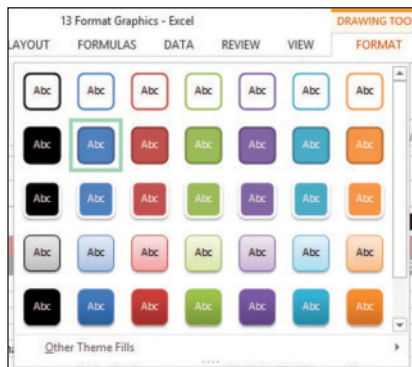 13 Format Graphics - Excel
DRAWING TOO
LAYOUT FORMULAS DATA REVIEW VIEW FORMAT
Abc Abc Abc Abc Abc Abc Abc
Abc Abc Abc Abc Abc Abc Abc
Abc Abc Abc Abc Abc Abc Abc
Abc Abc Abc Abc Abc Abc Abc
Abc Abc Abc Abc Abc Abc Abc
Other Theme Fills